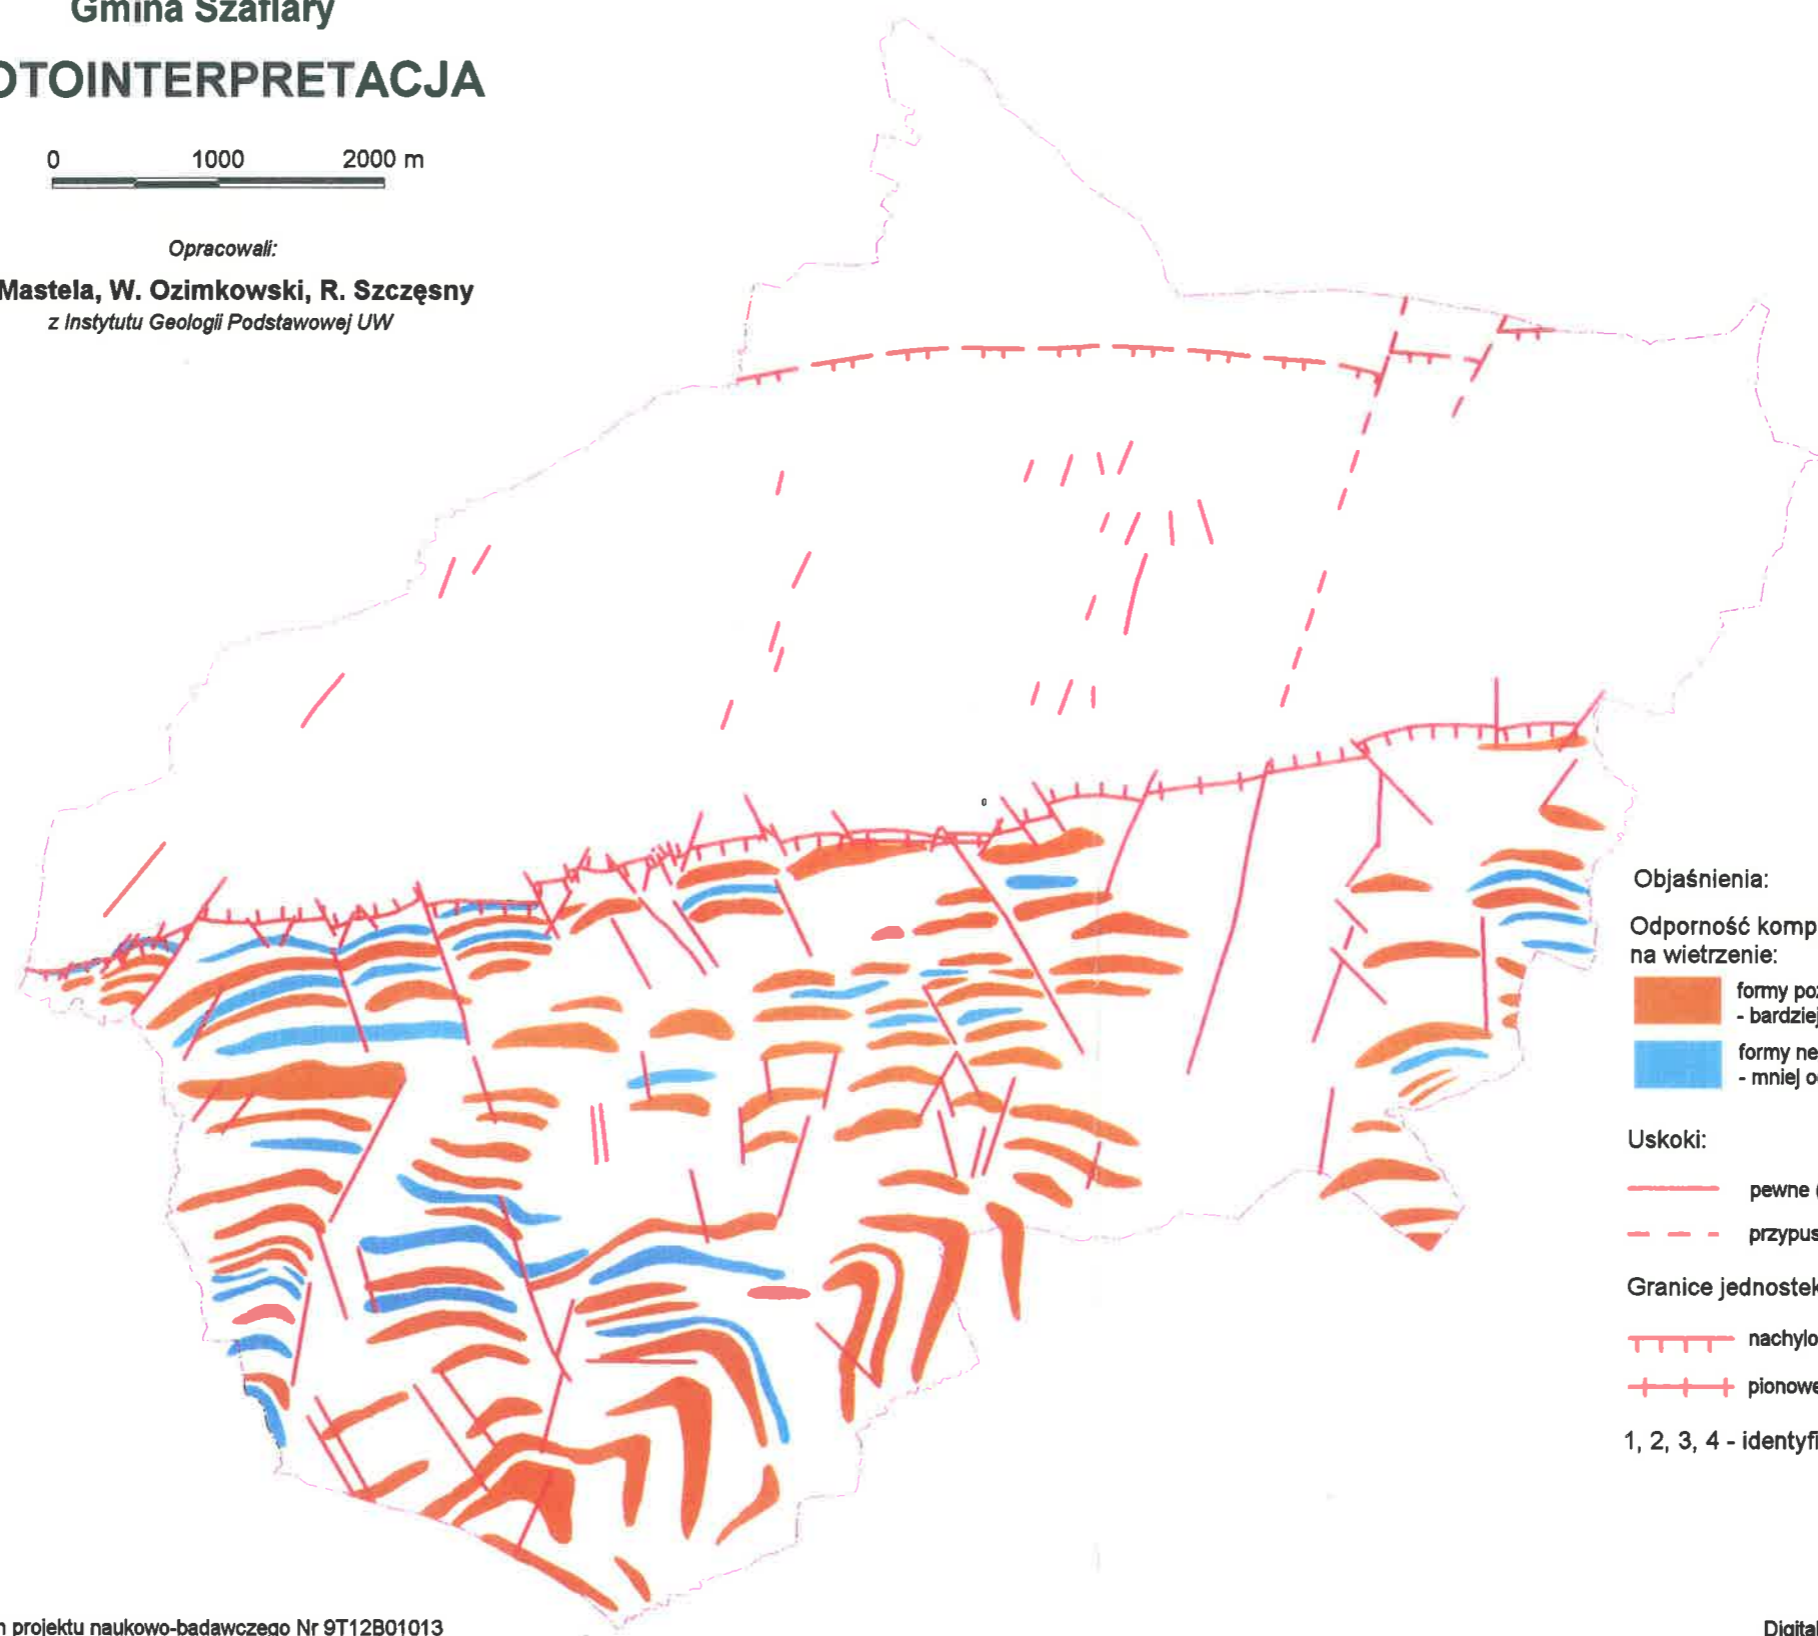 Gmina Szaflary
OTOINTERPRETACJA
0 1000 2000 m
Opracowali:
Mastela, W. Ozimkowski, R. Szczęsny
z Instytutu Geologii Podstawowej UW
Objaśnienia:
Odporność komp
na wietrzenie:
formy poz
- bardziej
formy ne
- mniej o
Uskoki:
pewne
przypus
Granice jednostek
nachylo
pionowe
1, 2, 3, 4 - identyfi
projektu naukowo-badawczego Nr 9T12B01013
Digital